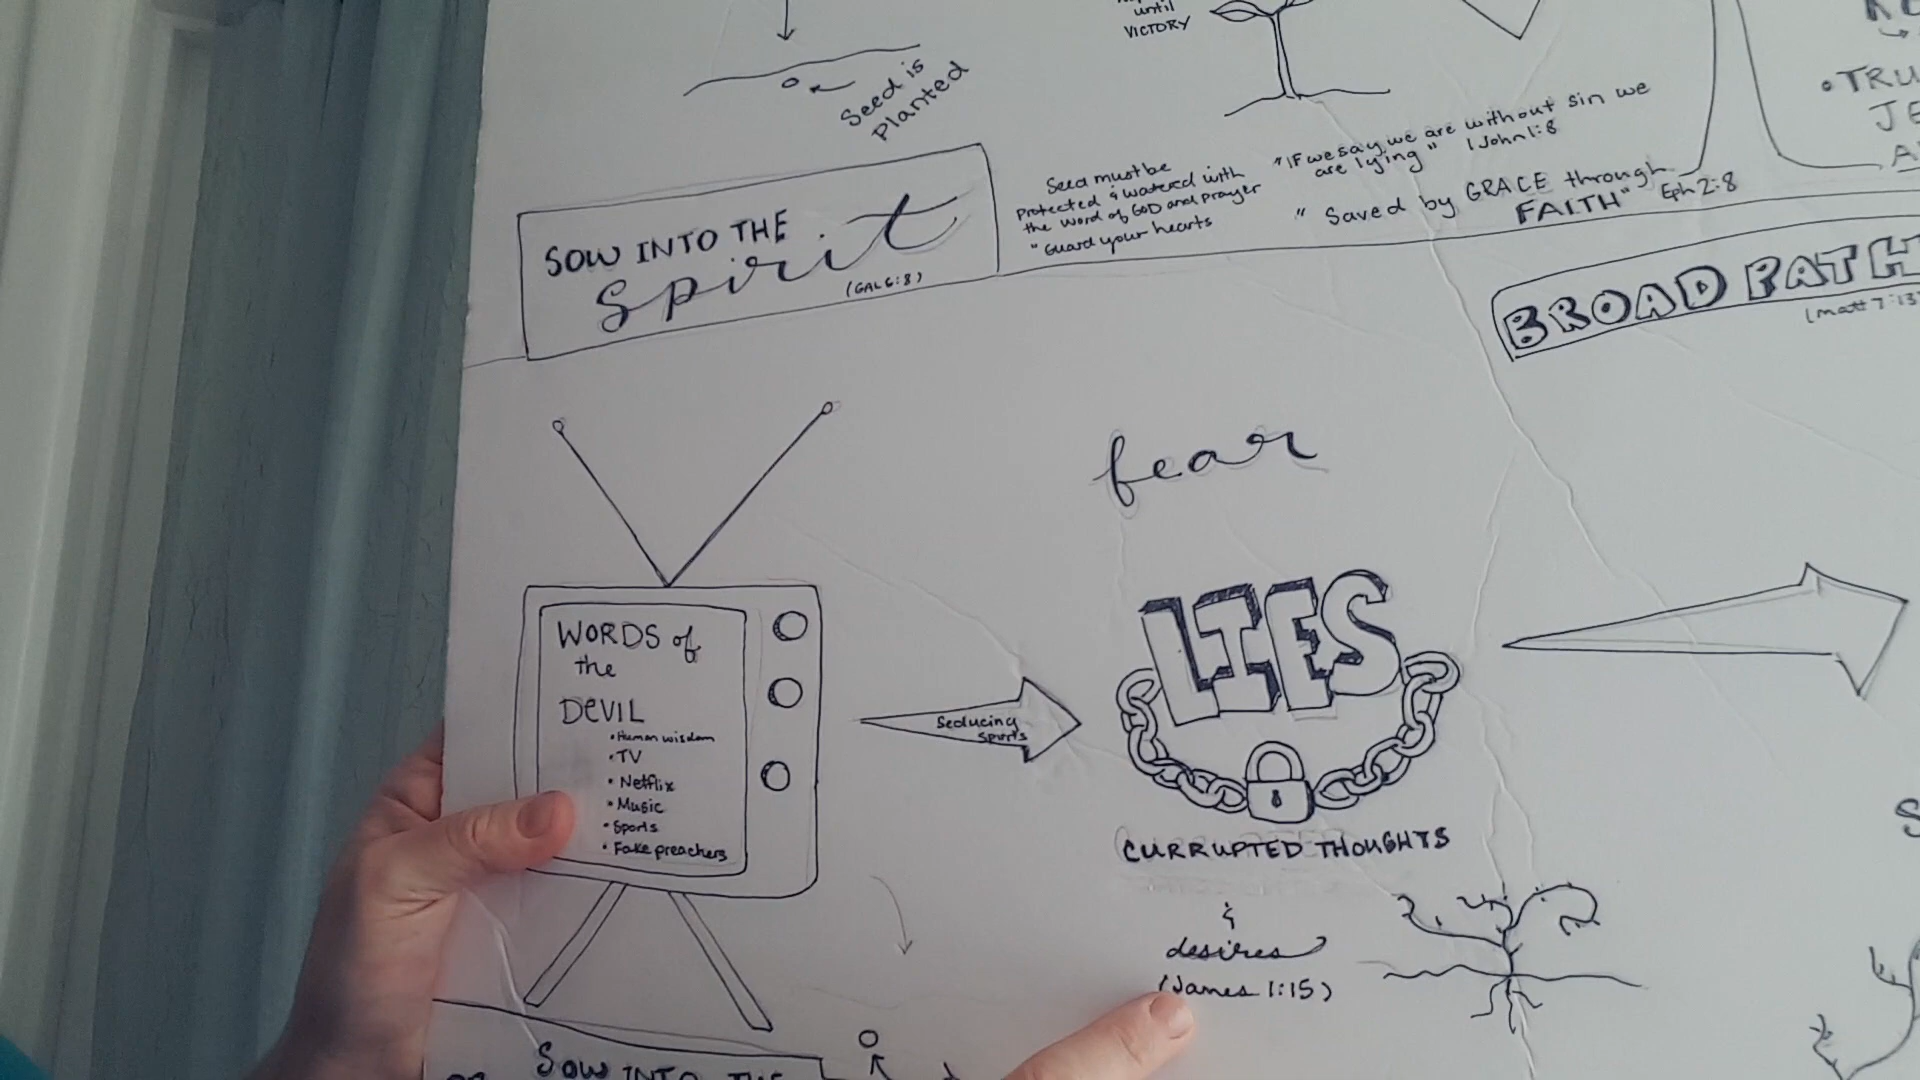 until
VICTORY
Seed is
Planted
• TRU
JE
SOW INTO THE
Spirit
(GAL 6:8)
Seed must be
Protected & watered with
the word of GOD and prayer
"Guard your hearts
"IF we say we are without sin we
are lying" 1 John 1:8
" Saved by GRACE through
FAITH" Eph 2:8
BROAD PATH
(matt 7:13
fear
WORDS of
the
DEVIL
• Human wisdom
• TV
• Netflix
• Music
• Sports
• Fake preachers
Seducing
Spirits
LIES
CURRUPTED THOUGHTS
&
desires
(James 1:15)
SOW INTO THE